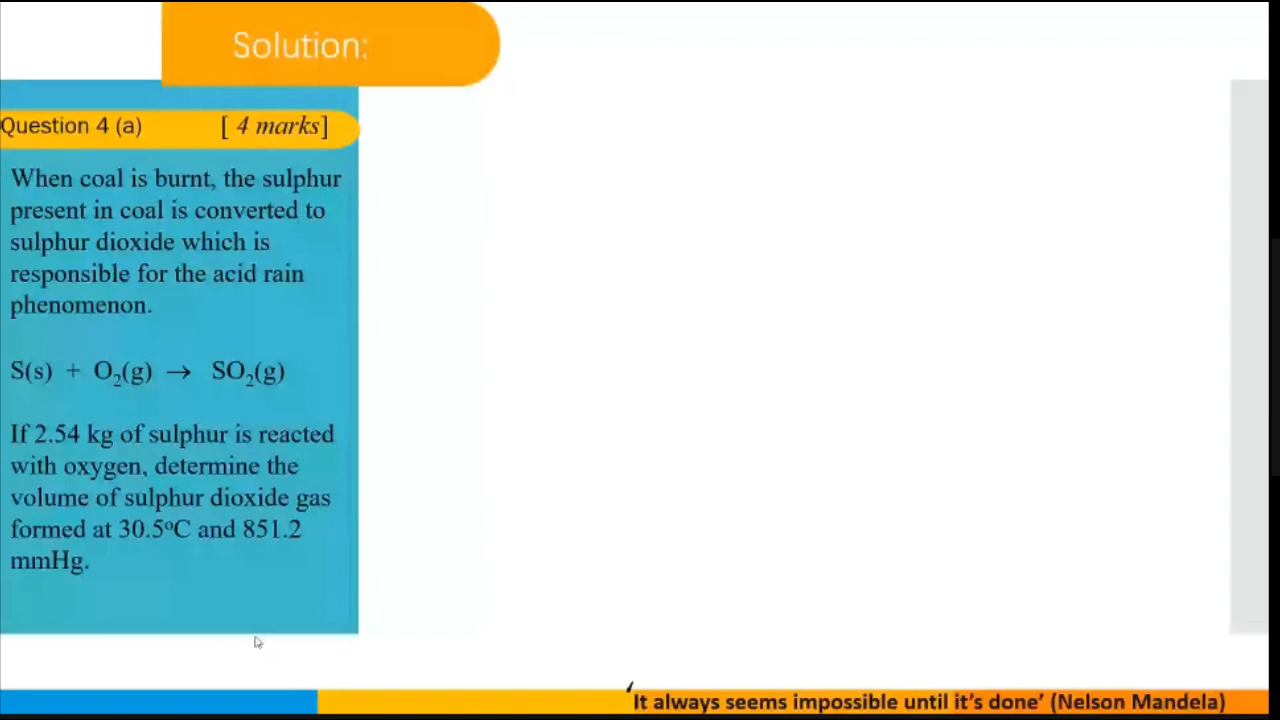 Solution:
Question 4 (a) [ 4 marks]
When coal is burnt, the sulphur
present in coal is converted to
sulphur dioxide which is
responsible for the acid rain
phenomenon.
S(s) + O₂(g) → SO₂(g)
If 2.54 kg of sulphur is reacted
with oxygen, determine the
volume of sulphur dioxide gas
formed at 30.5ºC and 851.2
mmHg.
‘It always seems impossible until it’s done’ (Nelson Mandela)